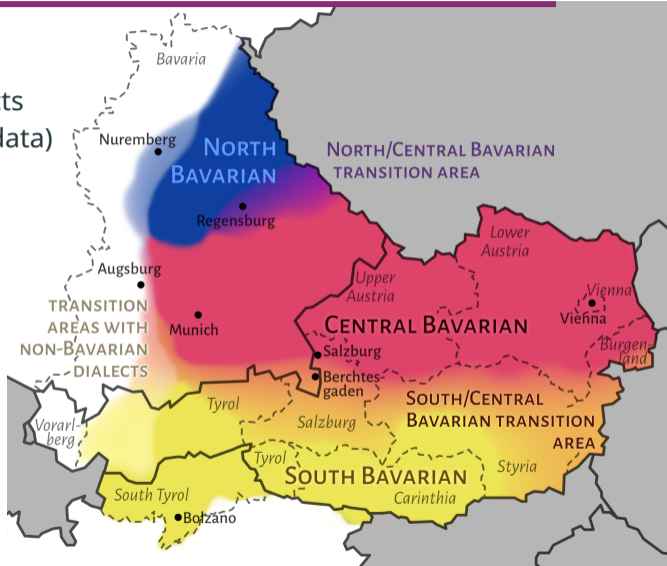 Bavaria
ts
data)
Nuremberg
NORTH
BAVARIAN
NORTH/CENTRAL BAVARIAN
TRANSITION AREA
Regensburg
Lower
Austria
Augsburg
Upper
Austria
Vienna
TRANSITION
AREAS WITH
NON-BAVARIAN
DIALECTS
Munich
CENTRAL BAVARIAN
Vienna
Burgen-
land
Salzburg
Berchtes
gaden
Tyrol
SOUTH/CENTRAL
BAVARIAN TRANSITION
AREA
Vorarl-
berg
Salzburg
Tyrol
SOUTH BAVARIAN
Styria
South Tyrol
Carinthia
Bolzano